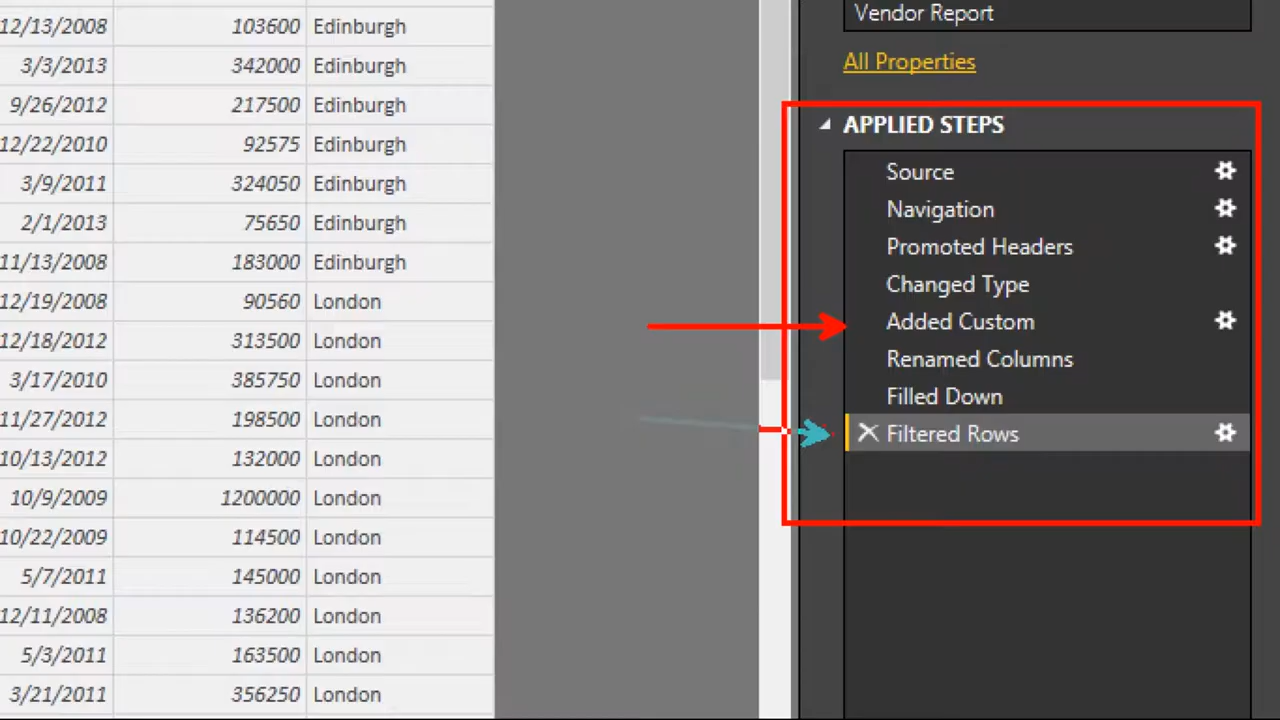 12/13/2008 103600 Edinburgh
3/3/2013 342000 Edinburgh
9/26/2012 217500 Edinburgh
12/22/2010 92575 Edinburgh
3/9/2011 324050 Edinburgh
2/1/2013 75650 Edinburgh
11/13/2008 183000 Edinburgh
12/19/2008 90560 London
12/18/2012 313500 London
3/17/2010 385750 London
11/27/2012 198500 London
10/13/2012 132000 London
10/9/2009 1200000 London
10/22/2009 114500 London
5/7/2011 145000 London
12/11/2008 136200 London
5/3/2011 163500 London
3/21/2011 356250 London
Vendor Report
All Properties
APPLIED STEPS
Source
Navigation
Promoted Headers
Changed Type
Added Custom
Renamed Columns
Filled Down
Filtered Rows